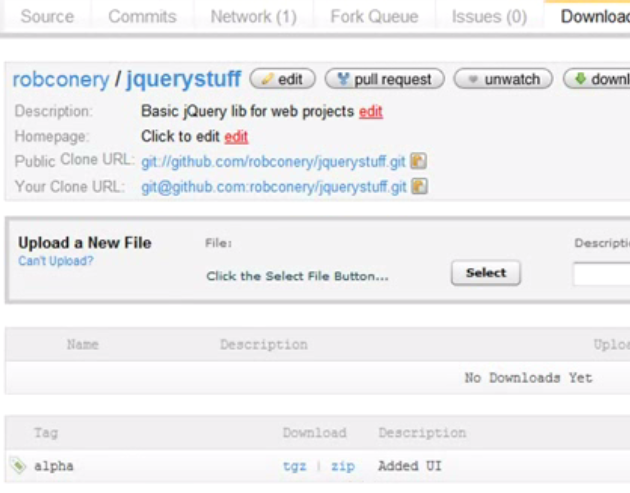 Source Commits Network (1) Fork Queue Issues (0) Download
robconery / jquerystuff edit pull request unwatch downl
Description: Basic jQuery lib for web projects edit
Homepage: Click to edit edit
Public Clone URL: git://github.com/robconery/jquerystuff.git
Your Clone URL: git@github.com:robconery/jquerystuff.git
Upload a New File File: Descripti
Can't Upload? Click the Select File Button... Select
Name Description Uploa
No Downloads Yet
Tag Download Description
alpha tgz | zip Added UI